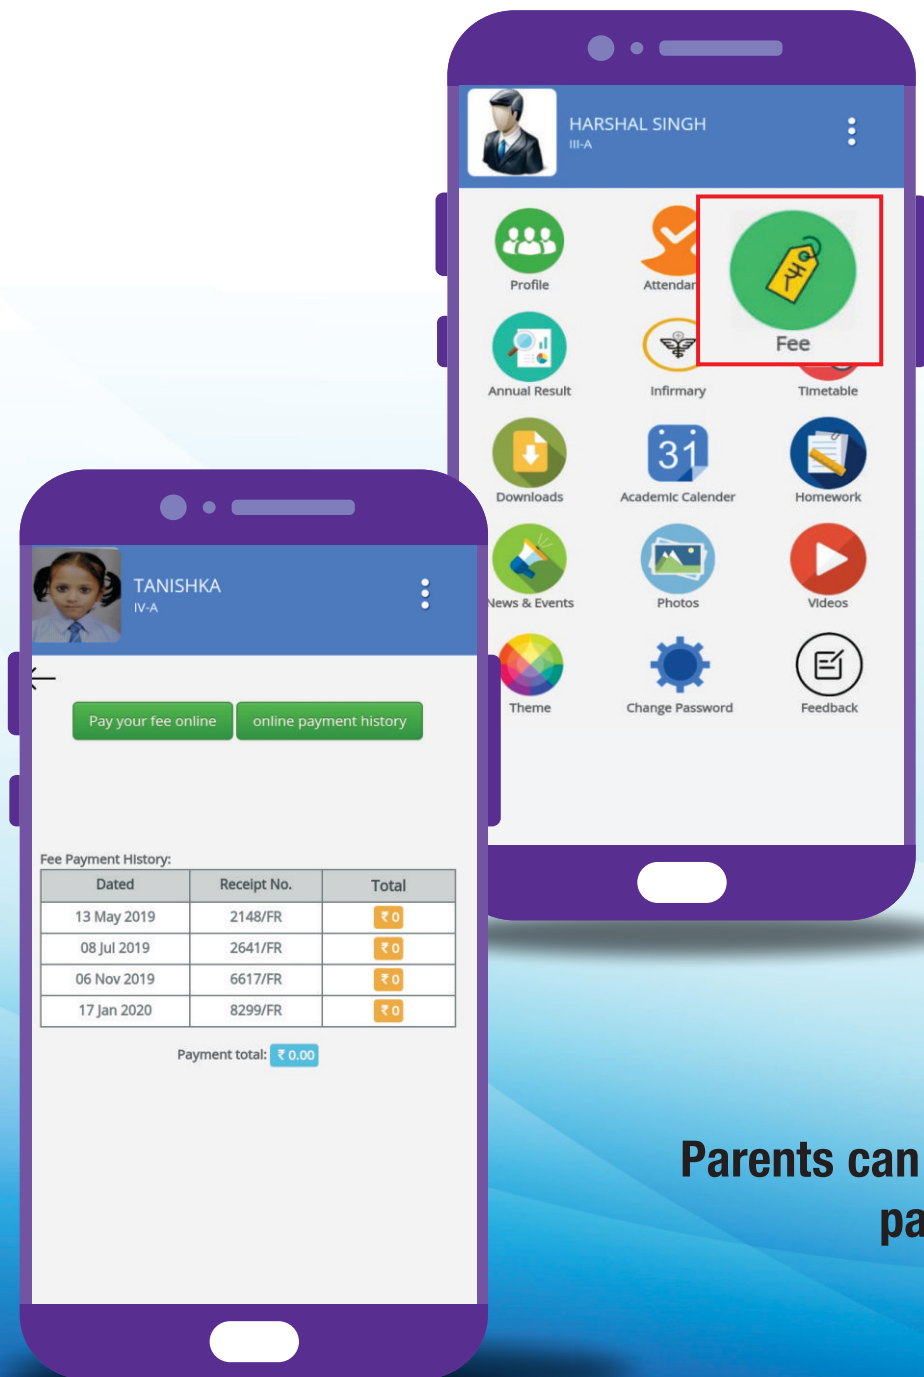 HARSHAL SINGH
III-A
Profile
Attendan
Fee
Annual Result
Infirmary
Timetable
Downloads
31
Academic Calender
Homework
News & Events
Photos
Videos
Theme
Change Password
Feedback
TANISHKA
IV-A
Pay your fee online online payment history
Fee Payment History:
Dated Receipt No. Total
13 May 2019 2148/FR ₹ 0
08 Jul 2019 2641/FR ₹ 0
06 Nov 2019 6617/FR ₹ 0
17 Jan 2020 8299/FR ₹ 0
Payment total: ₹ 0.00
Parents can
pa